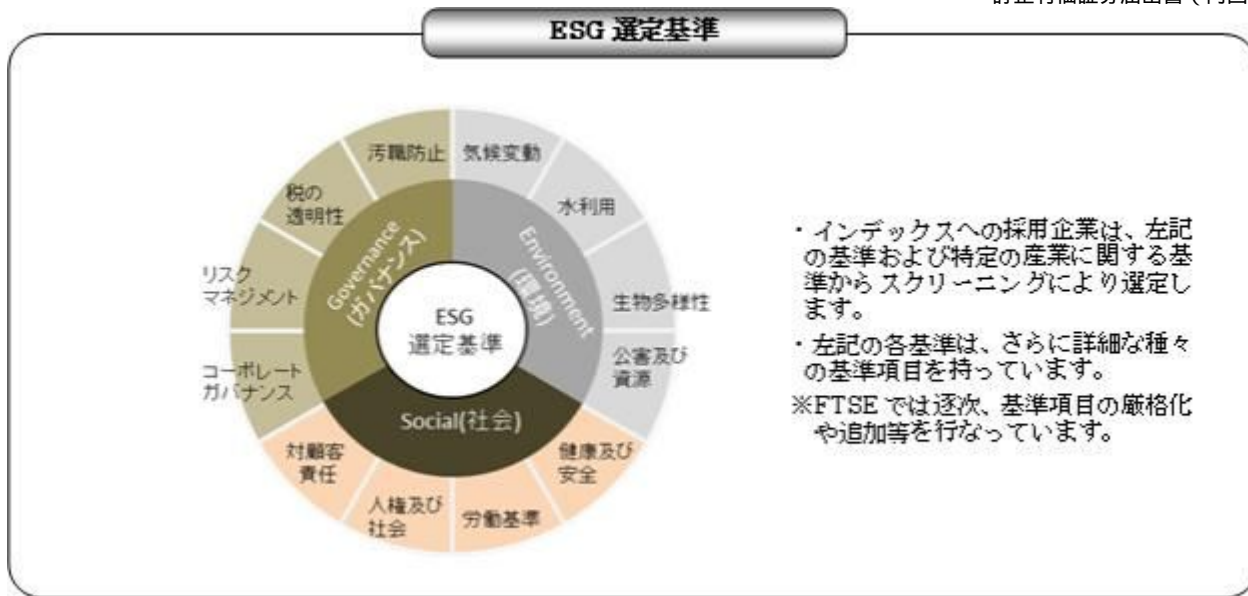 ESG 選定基準
汚職防止
気候変動
税の
透明性
水利用
リスク
マネジメント
生物多様性
コーポレート
ガバナンス
公害及び
資源
対顧客
責任
健康及び
安全
人権及び
社会
労働基準
Governance
(ガバナンス)
Environment
(環境)
Social(社会)
ESG
選定基準
・インデックスへの採用企業は、左記
の基準および特定の産業に関する基
準からスクリーニングにより選定し
ます。
・左記の各基準は、さらに詳細な種々
の基準項目を持っています。
※FTSEでは逐次、基準項目の厳格化
や追加等を行なっています。